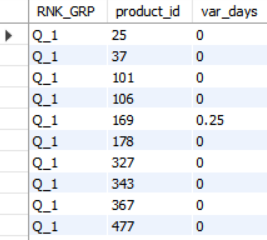 RNK_GRP product_id var_days
Q_1 25 0
Q_1 37 0
Q_1 101 0
Q_1 106 0
Q_1 169 0.25
Q_1 178 0
Q_1 327 0
Q_1 343 0
Q_1 367 0
Q_1 477 0